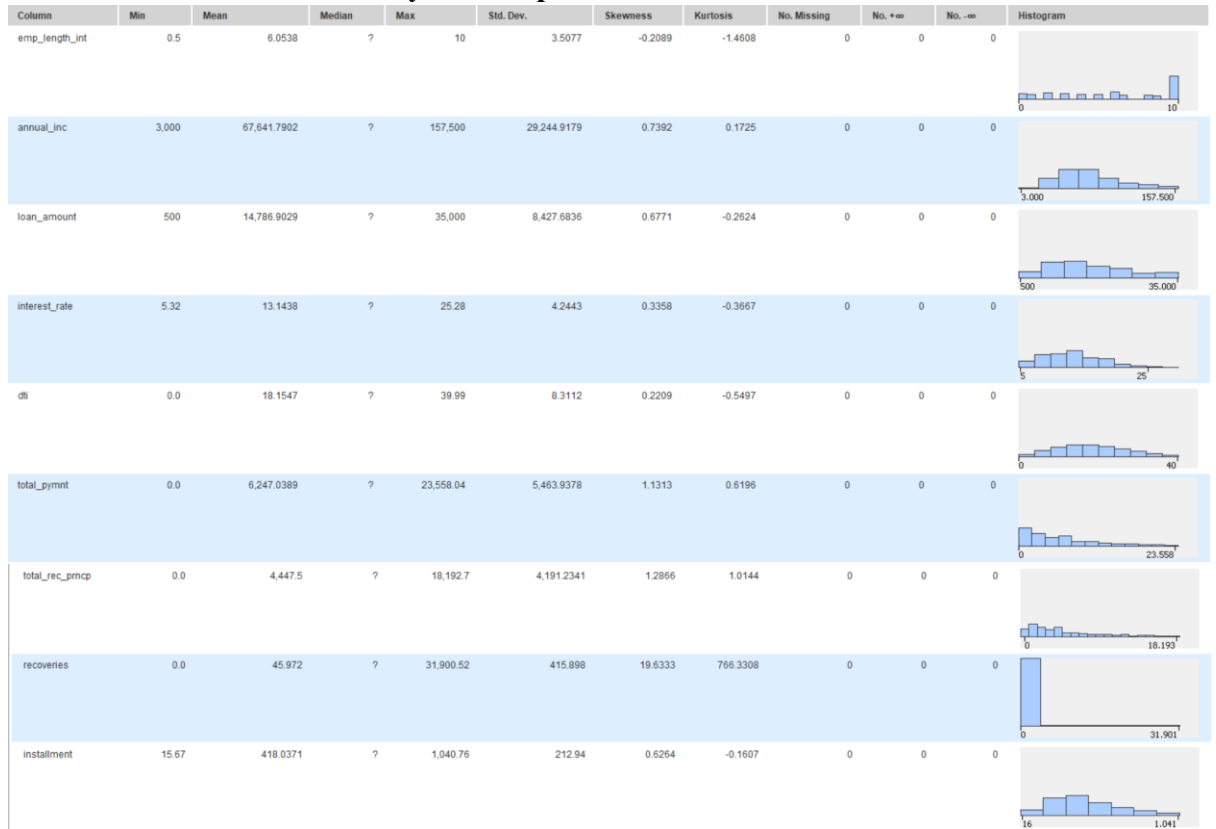 Column Min Mean Median Max Std. Dev. Skewness Kurtosis No. Missing No. +∞ No. -∞ Histogram
emp_length_int 0.5 6.0538 ? 10 3.5077 -0.2089 -1.4608 0 0 0
0 10
annual_inc 3,000 67,641.7902 ? 157,500 29,244.9179 0.7392 0.1725 0 0 0
3.000 157.500
loan_amount 500 14,786.9029 ? 35,000 8,427.6836 0.6771 -0.2624 0 0 0
500 35.000
interest_rate 5.32 13.1438 ? 25.28 4.2443 0.3358 -0.3667 0 0 0
5 25
dti 0.0 18.1547 ? 39.99 8.3112 0.2209 -0.5497 0 0 0
0 40
total_pymnt 0.0 6,247.0389 ? 23,558.04 5,463.9378 1.1313 0.6196 0 0 0
0 23.558
total_rec_prncp 0.0 4,447.5 ? 18,192.7 4,191.2341 1.2866 1.0144 0 0 0
0 18.193
recoveries 0.0 45.972 ? 31,900.52 415.898 19.6333 766.3308 0 0 0
0 31.901
installment 15.67 418.0371 ? 1,040.76 212.94 0.6264 -0.1607 0 0 0
16 1.041